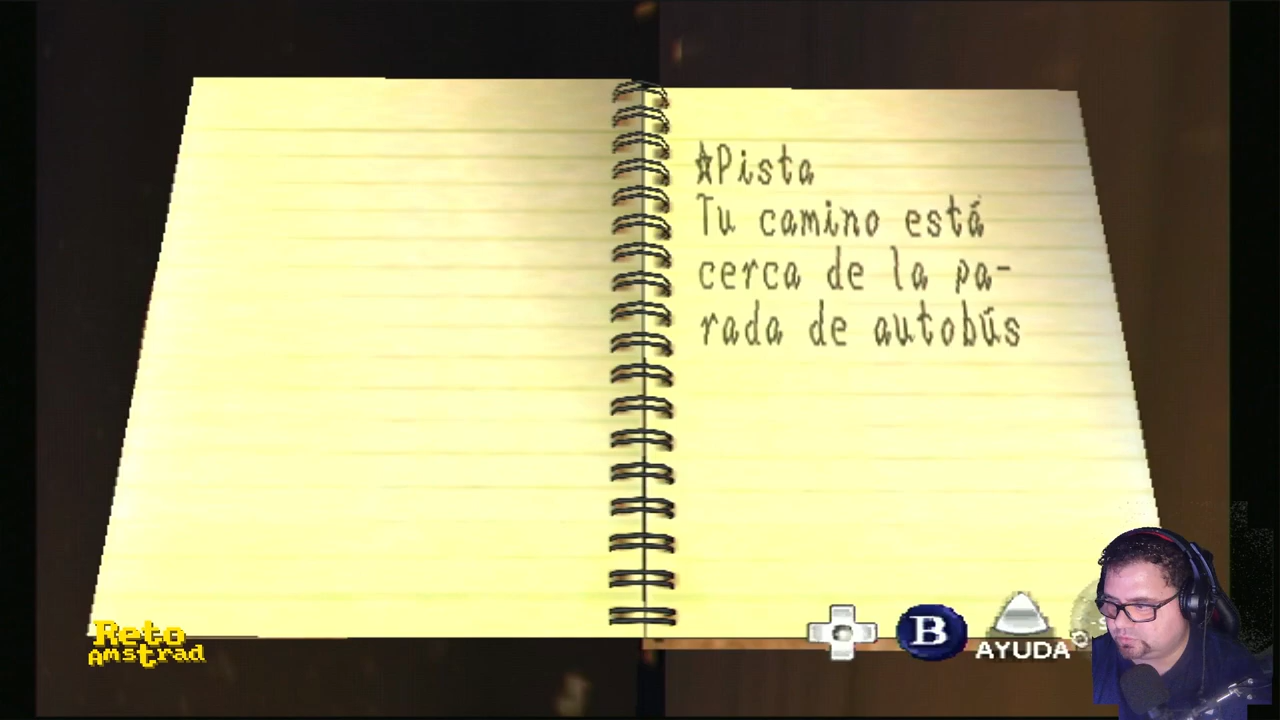 ☆Pista
Tu camino está
cerca de la pa-
rada de autobús
B
AYUDA
Reto
Amstrad